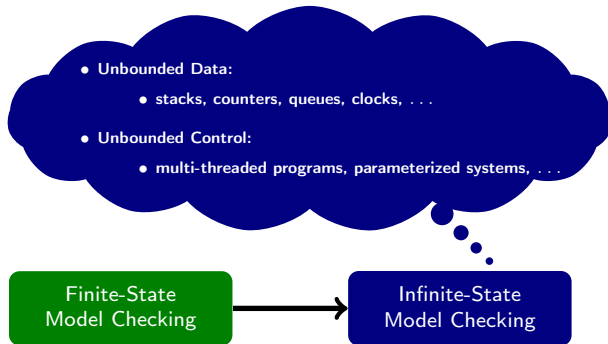 • Unbounded Data:
• stacks, counters, queues, clocks, . . .
• Unbounded Control:
• multi-threaded programs, parameterized systems, . . .
Finite-State
Model Checking
Infinite-State
Model Checking